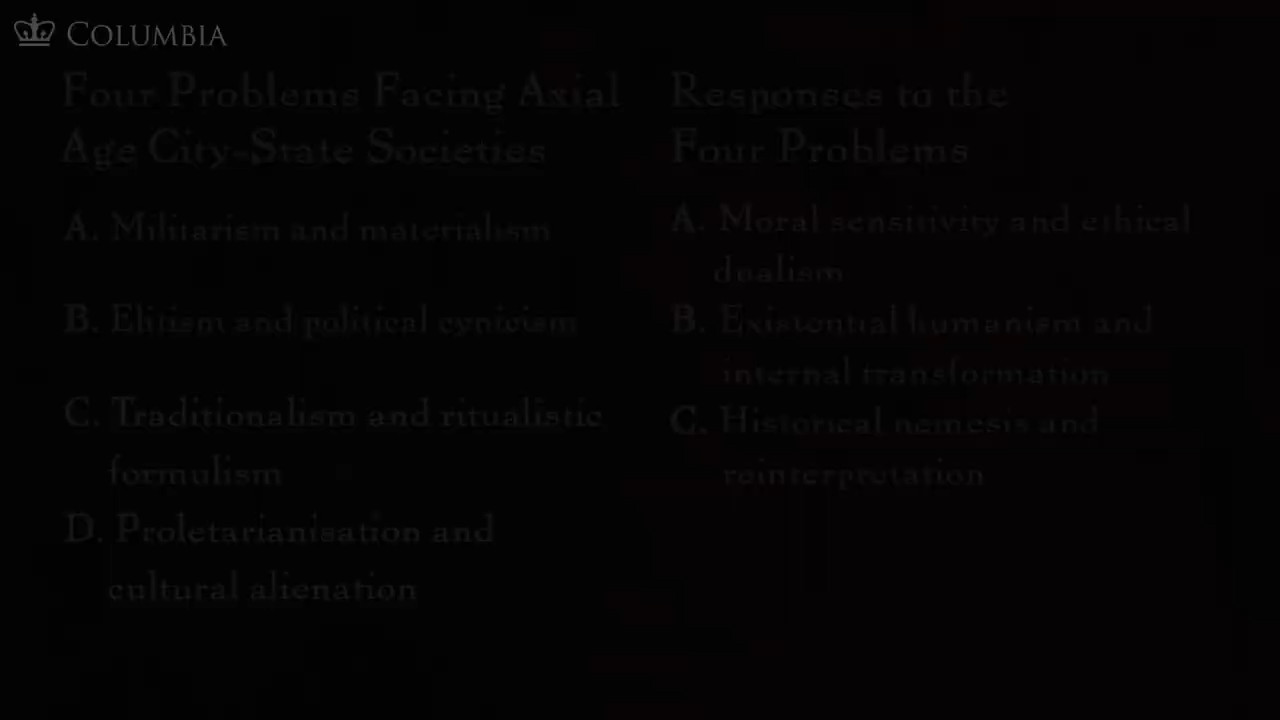 COLUMBIA
Four Problems Facing Axial
Age City-State Societies
A. Militarism and materialism
B. Elitism and political cynicism
C. Traditionalism and ritualistic
formulism
D. Proletarianisation and
cultural alienation
Responses to the
Four Problems
A. Moral sensitivity and ethical
dualism
B. Existential humanism and
internal transformation
C. Historical nemesis and
reinterpretation